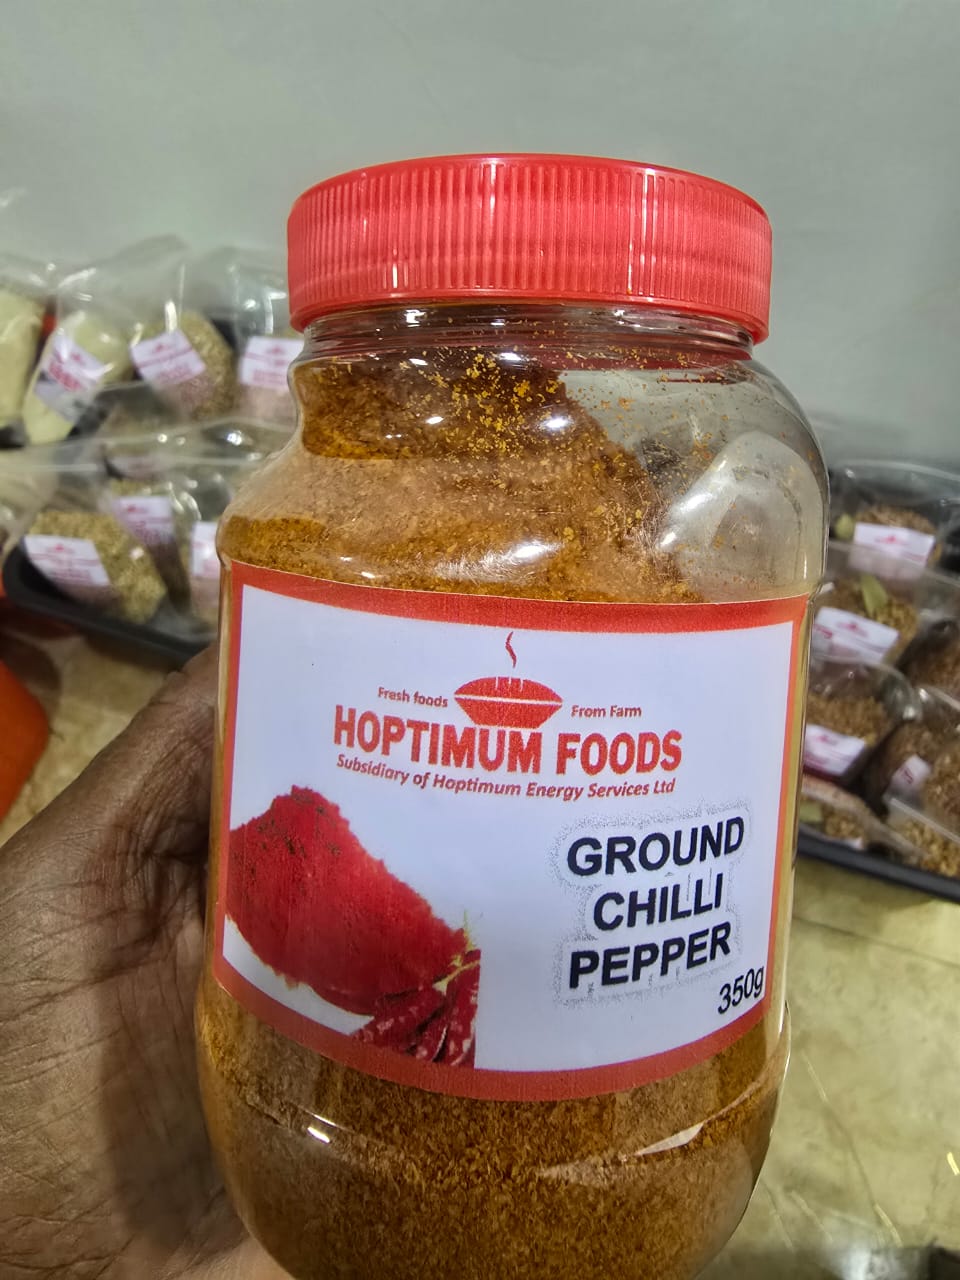 Fresh foods From Farm
HOPTIMUM FOODS
Subsidiary of Hoptimum Energy Services Ltd
GROUND
CHILLI
PEPPER
350g